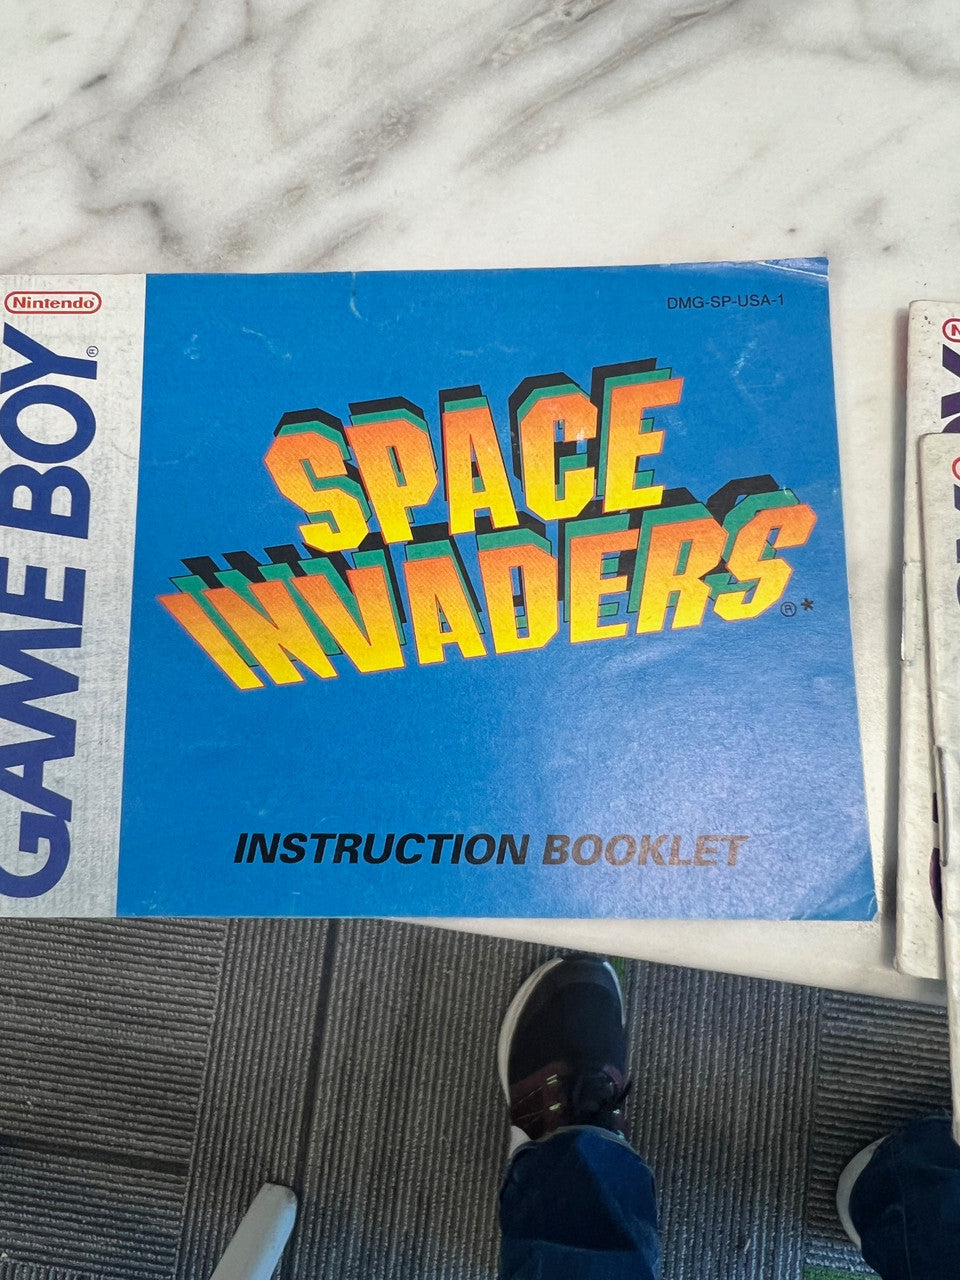 Nintendo
GAME BOY®
DMG-SP-USA-1
SPACE
INVADERS®*
INSTRUCTION BOOKLET